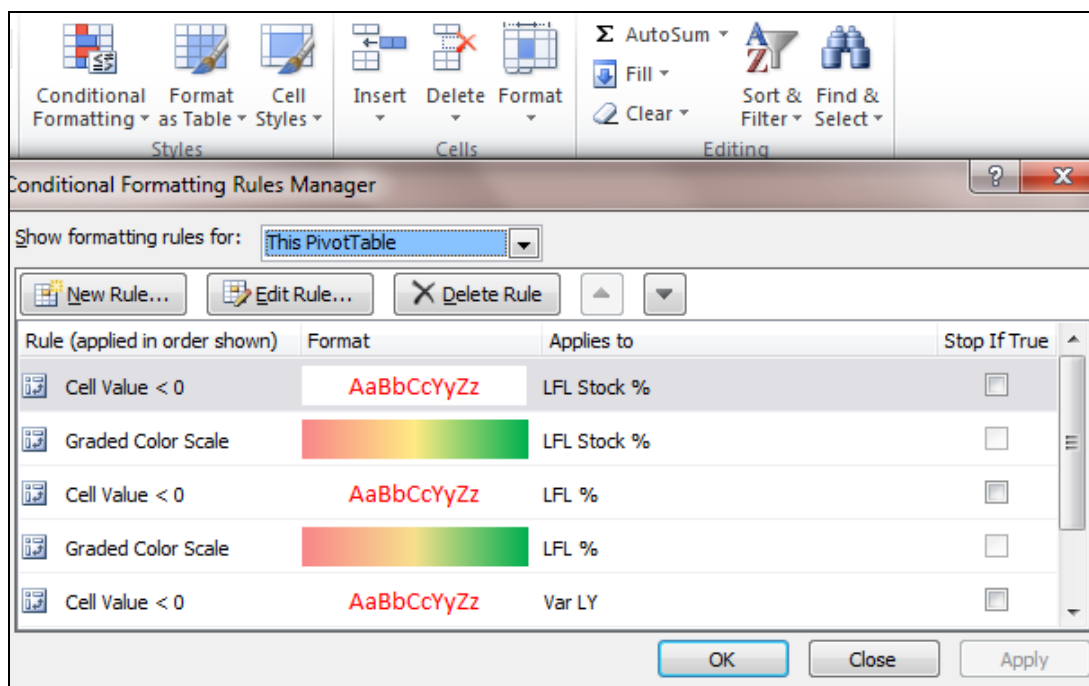 Σ AutoSum
Fill
Clear
Conditional Formatting
Format as Table
Cell Styles
Insert
Delete
Format
Sort & Filter
Find & Select
Styles
Cells
Editing
Conditional Formatting Rules Manager
Show formatting rules for: This PivotTable
New Rule... Edit Rule... Delete Rule
Rule (applied in order shown) Format Applies to Stop If True
Cell Value < 0 AaBbCcYyZz LFL Stock %
Graded Color Scale LFL Stock %
Cell Value < 0 AaBbCcYyZz LFL %
Graded Color Scale LFL %
Cell Value < 0 AaBbCcYyZz Var LY
OK Close Apply